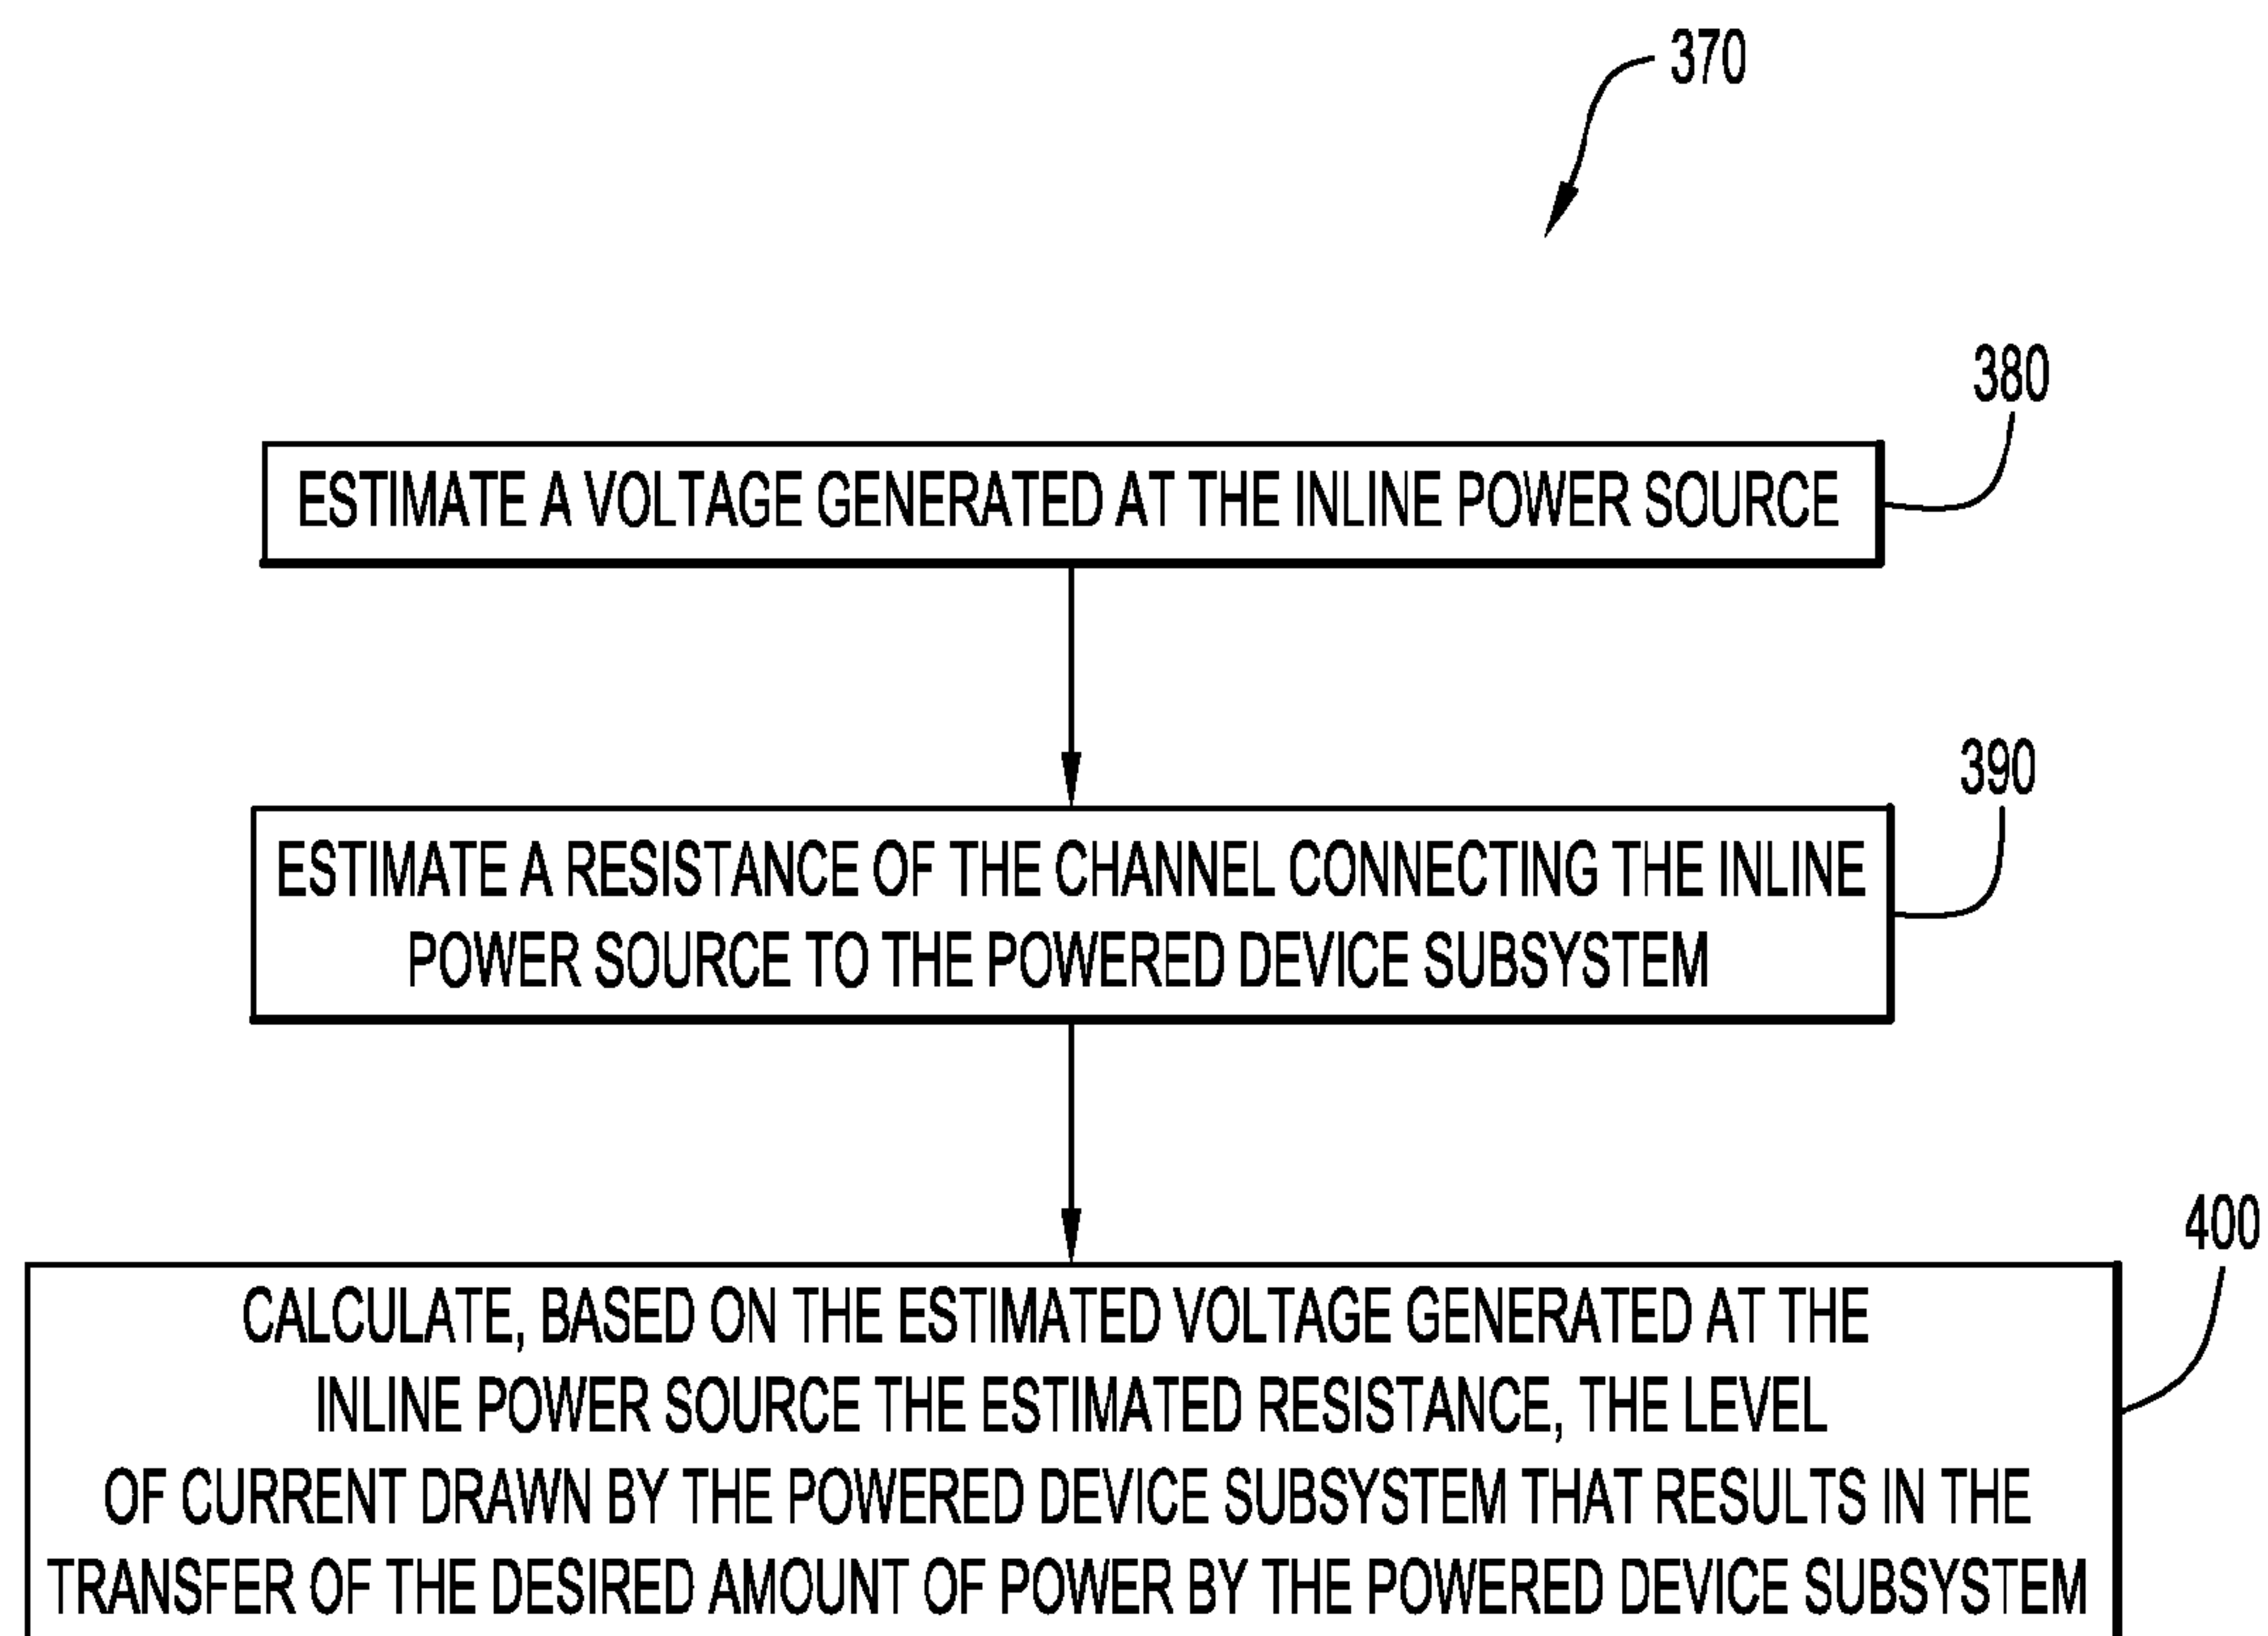 370
380
ESTIMATE A VOLTAGE GENERATED AT THE INLINE POWER SOURCE
390
ESTIMATE A RESISTANCE OF THE CHANNEL CONNECTING THE INLINE
POWER SOURCE TO THE POWERED DEVICE SUBSYSTEM
400
CALCULATE, BASED ON THE ESTIMATED VOLTAGE GENERATED AT THE
INLINE POWER SOURCE THE ESTIMATED RESISTANCE, THE LEVEL
OF CURRENT DRAWN BY THE POWERED DEVICE SUBSYSTEM THAT RESULTS IN THE
TRANSFER OF THE DESIRED AMOUNT OF POWER BY THE POWERED DEVICE SUBSYSTEM